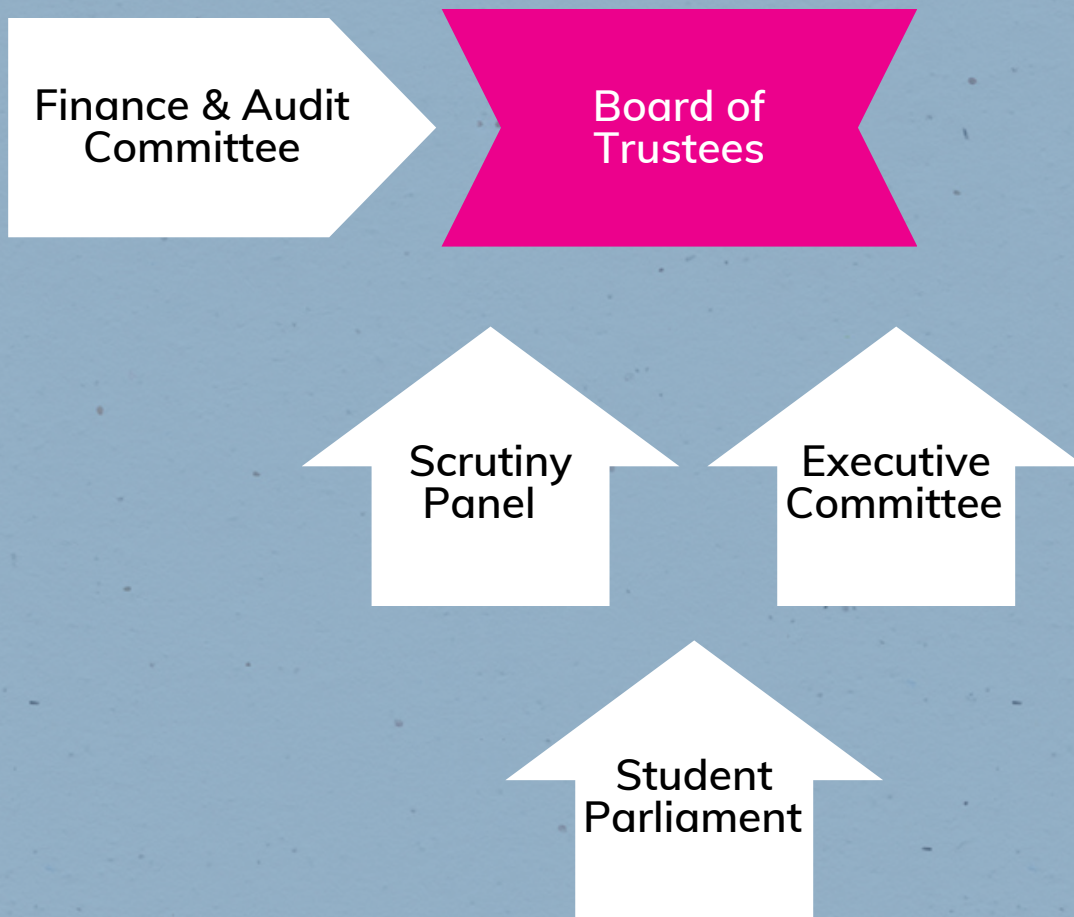 Finance & Audit
Committee
Board of
Trustees
Scrutiny
Panel
Executive
Committee
Student
Parliament